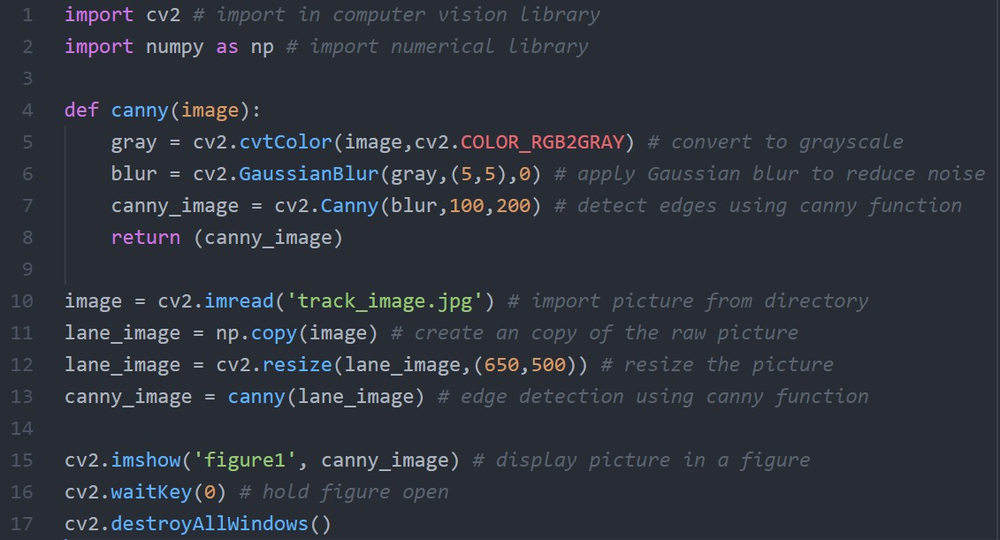 1 import cv2 # import in computer vision library
2 import numpy as np # import numerical library
3
4 def canny(image):
5     gray = cv2.cvtColor(image,cv2.COLOR_RGB2GRAY) # convert to grayscale
6     blur = cv2.GaussianBlur(gray,(5,5),0) # apply Gaussian blur to reduce noise
7     canny_image = cv2.Canny(blur,100,200) # detect edges using canny function
8     return (canny_image)
9
10 image = cv2.imread('track_image.jpg') # import picture from directory
11 lane_image = np.copy(image) # create an copy of the raw picture
12 lane_image = cv2.resize(lane_image,(650,500)) # resize the picture
13 canny_image = canny(lane_image) # edge detection using canny function
14
15 cv2.imshow('figure1', canny_image) # display picture in a figure
16 cv2.waitKey(0) # hold figure open
17 cv2.destroyAllWindows()